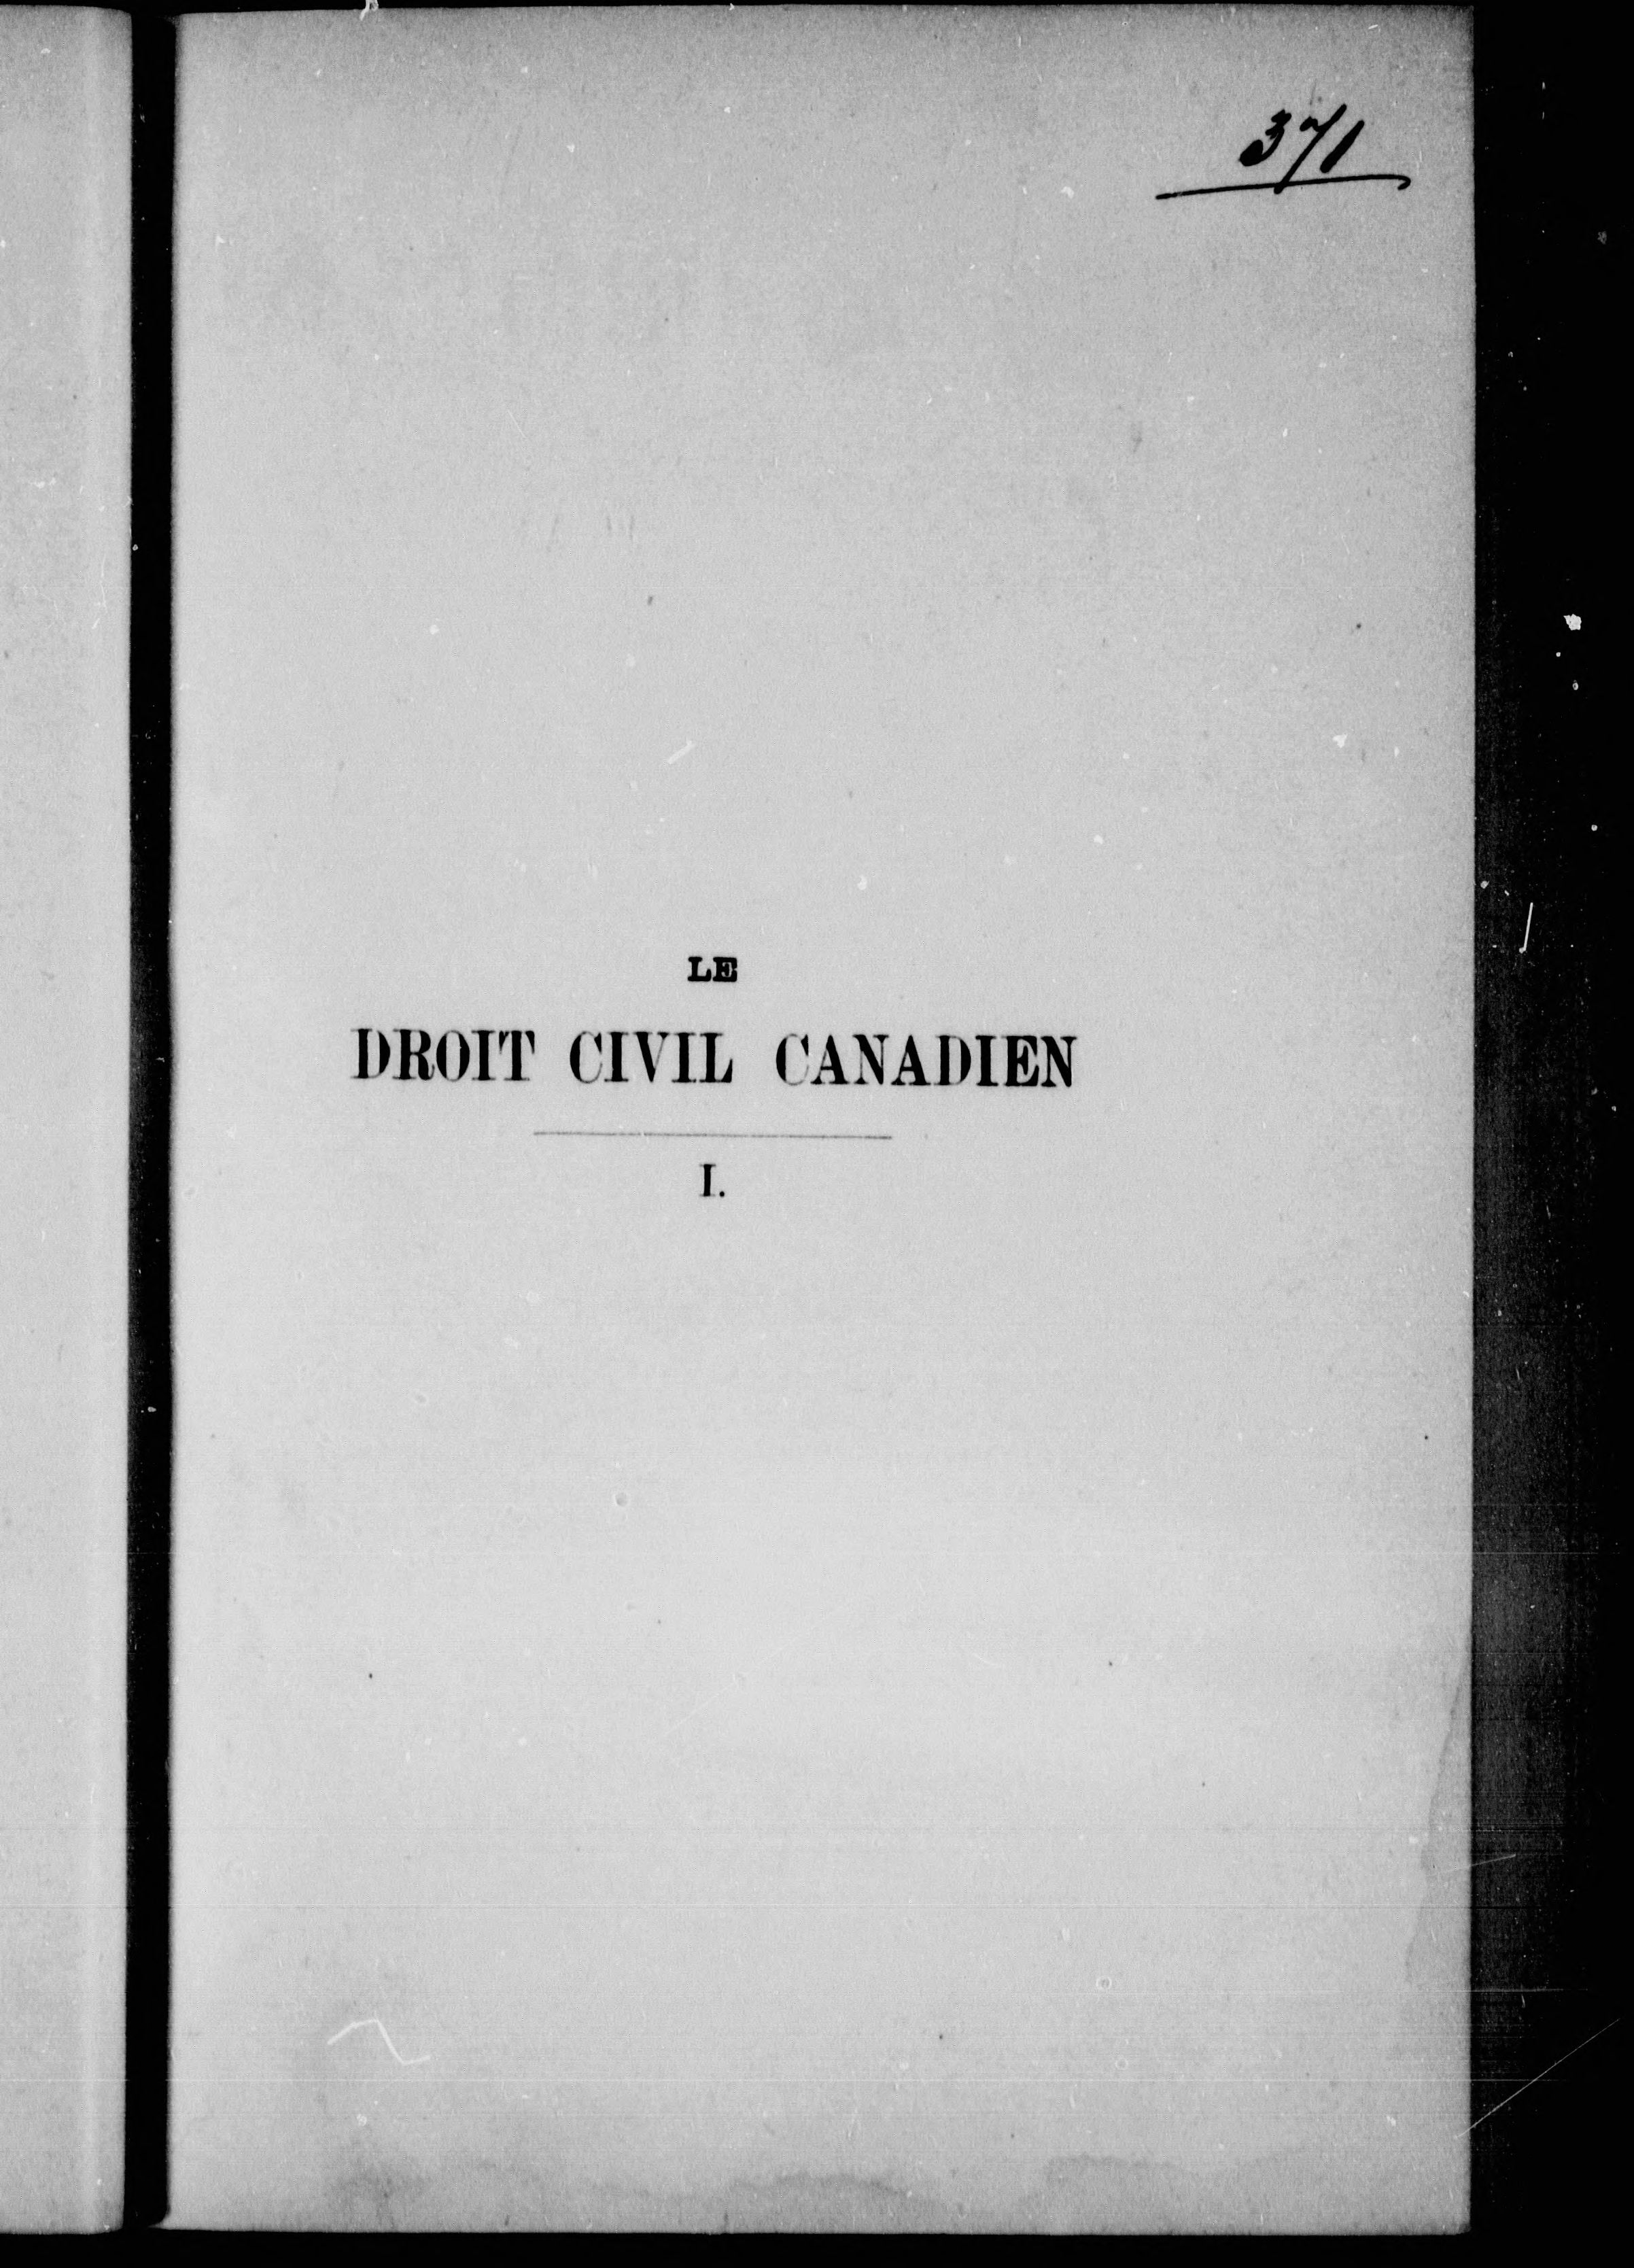 371
LE
DROIT CIVIL CANADIEN
I.